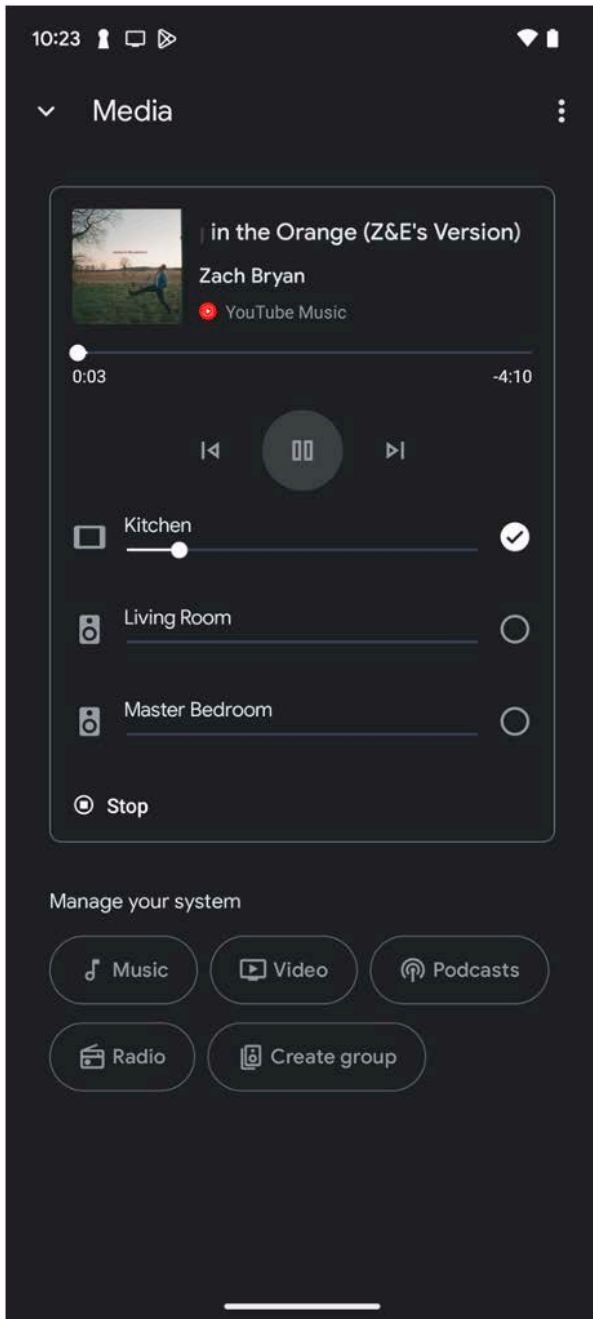 10:23
Media
in the Orange (Z&E's Version)
Zach Bryan
YouTube Music
0:03 -4:10
Kitchen
Living Room
Master Bedroom
Stop
Manage your system
Music Video Podcasts
Radio Create group